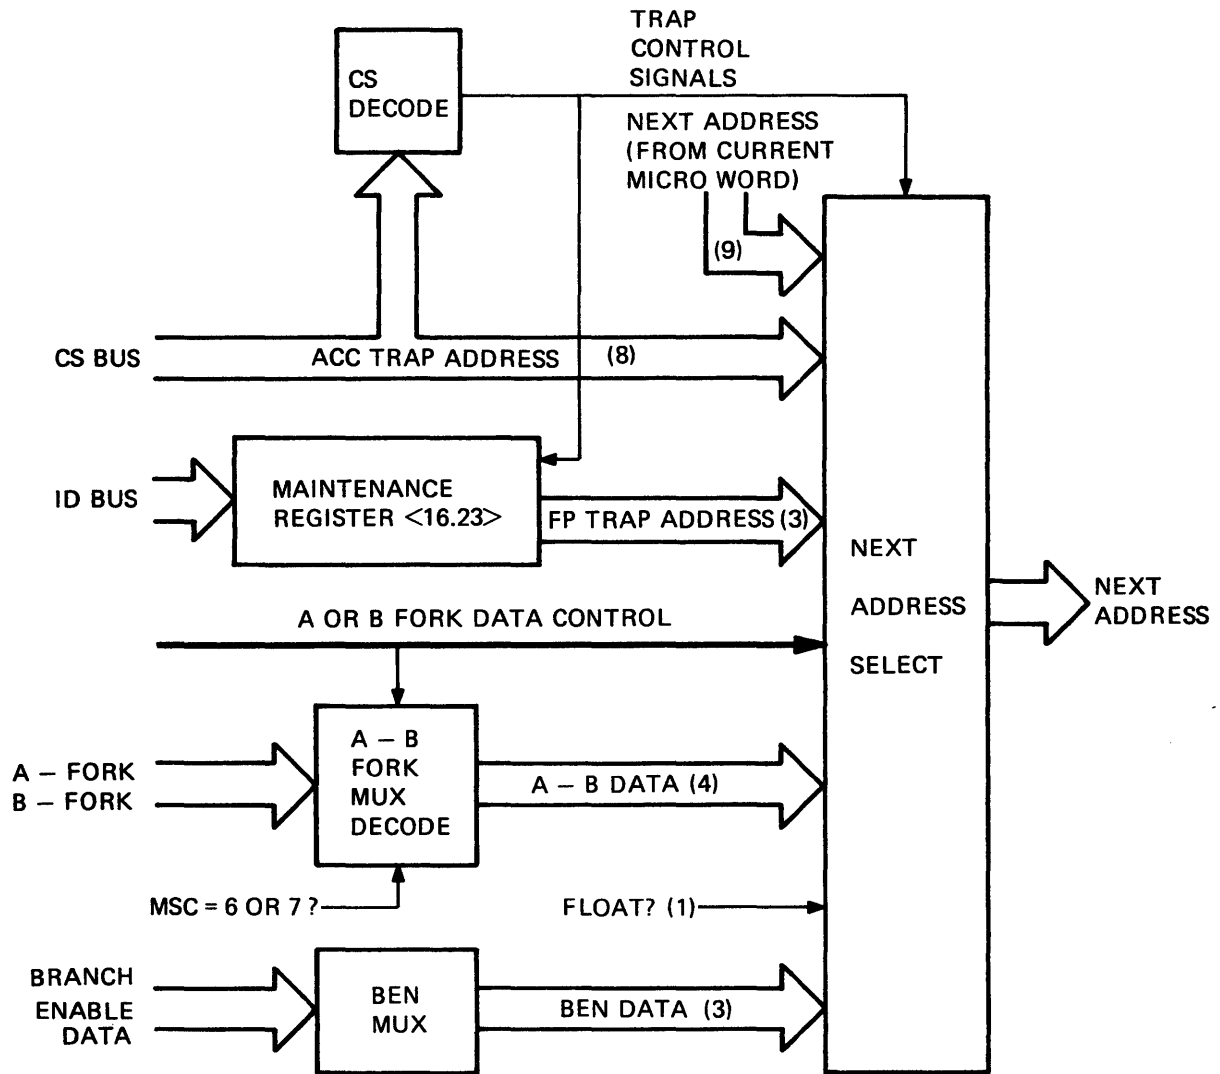 TRAP
CONTROL
SIGNALS
CS
DECODE
NEXT ADDRESS
(FROM CURRENT
MICRO WORD)
(9)
CS BUS
ACC TRAP ADDRESS (8)
ID BUS
MAINTENANCE
REGISTER <16.23>
FP TRAP ADDRESS (3)
NEXT
ADDRESS
SELECT
NEXT
ADDRESS
A OR B FORK DATA CONTROL
A – FORK
B – FORK
A – B
FORK
MUX
DECODE
A – B DATA (4)
MSC = 6 OR 7 ?
FLOAT? (1)
BRANCH
ENABLE
DATA
BEN
MUX
BEN DATA (3)